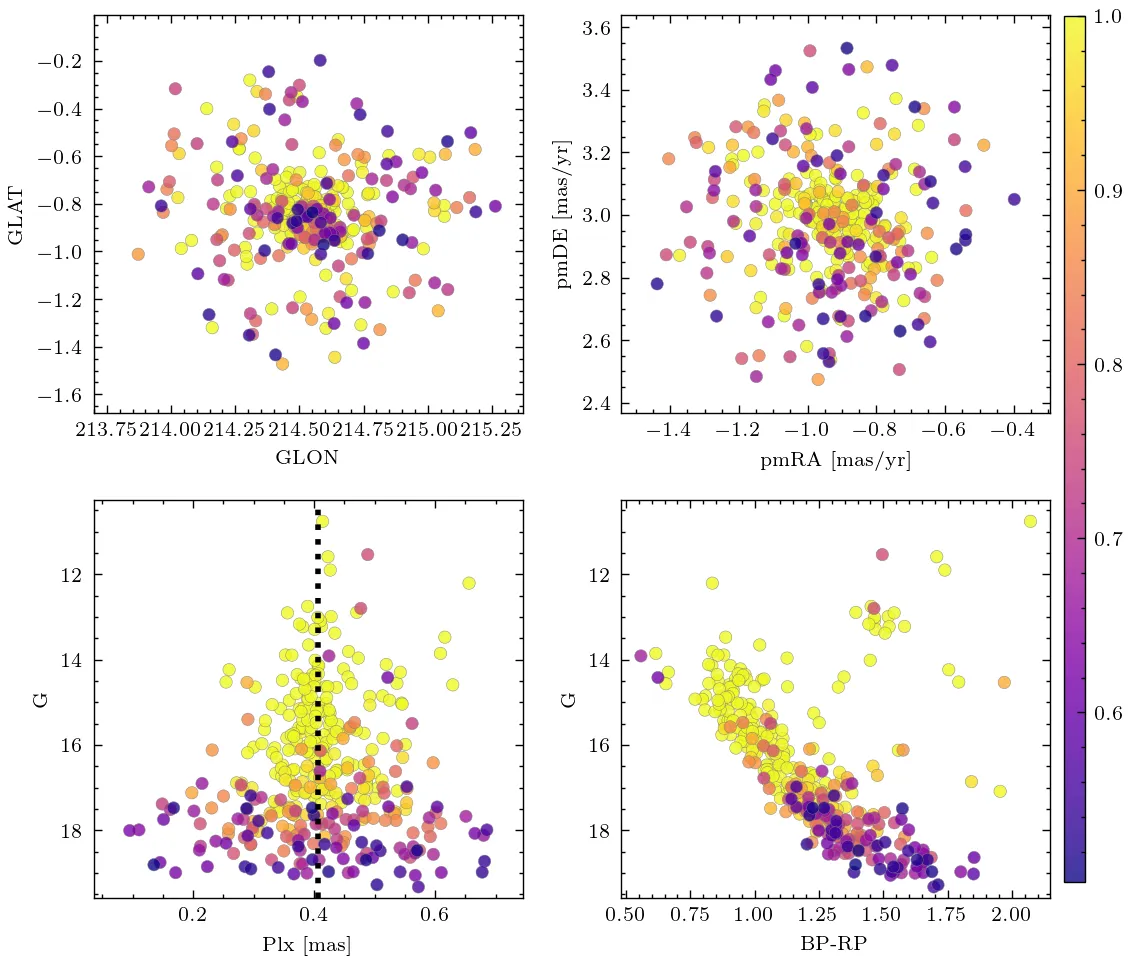 −0.2
−0.4
−0.6
−0.8
−1.0
−1.2
−1.4
−1.6
GLAT
213.75 214.00 214.25 214.50 214.75 215.00 215.25
GLON
3.6
3.4
3.2
3.0
2.8
2.6
2.4
pmDE [mas/yr]
−1.4 −1.2 −1.0 −0.8 −0.6 −0.4
pmRA [mas/yr]
1.0
0.9
0.8
0.7
0.6
12
14
16
18
G
0.2 0.4 0.6
Plx [mas]
12
14
16
18
G
0.50 0.75 1.00 1.25 1.50 1.75 2.00
BP-RP